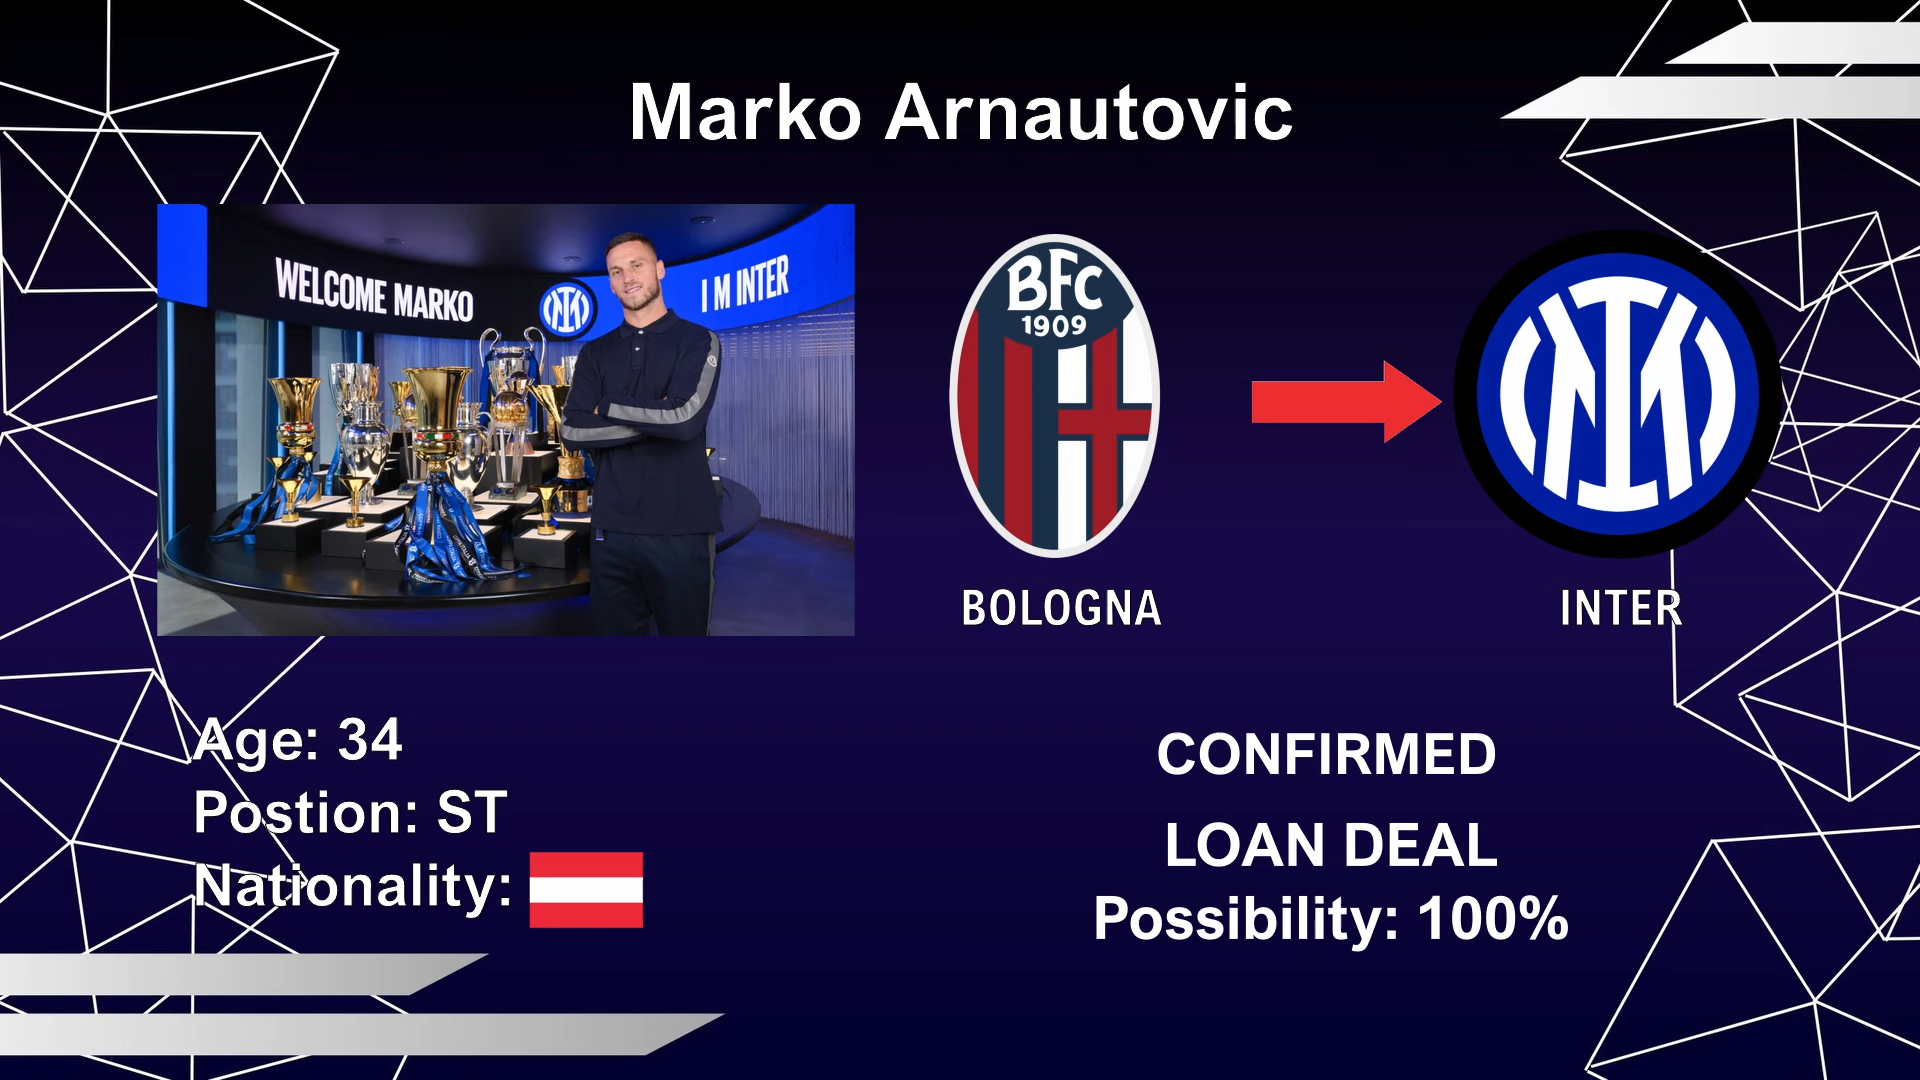 Marko Arnautovic
WELCOME MARKO
I M INTER
BFC
1909
BOLOGNA
INTER
Age: 34
Postion: ST
Nationality:
CONFIRMED
LOAN DEAL
Possibility: 100%